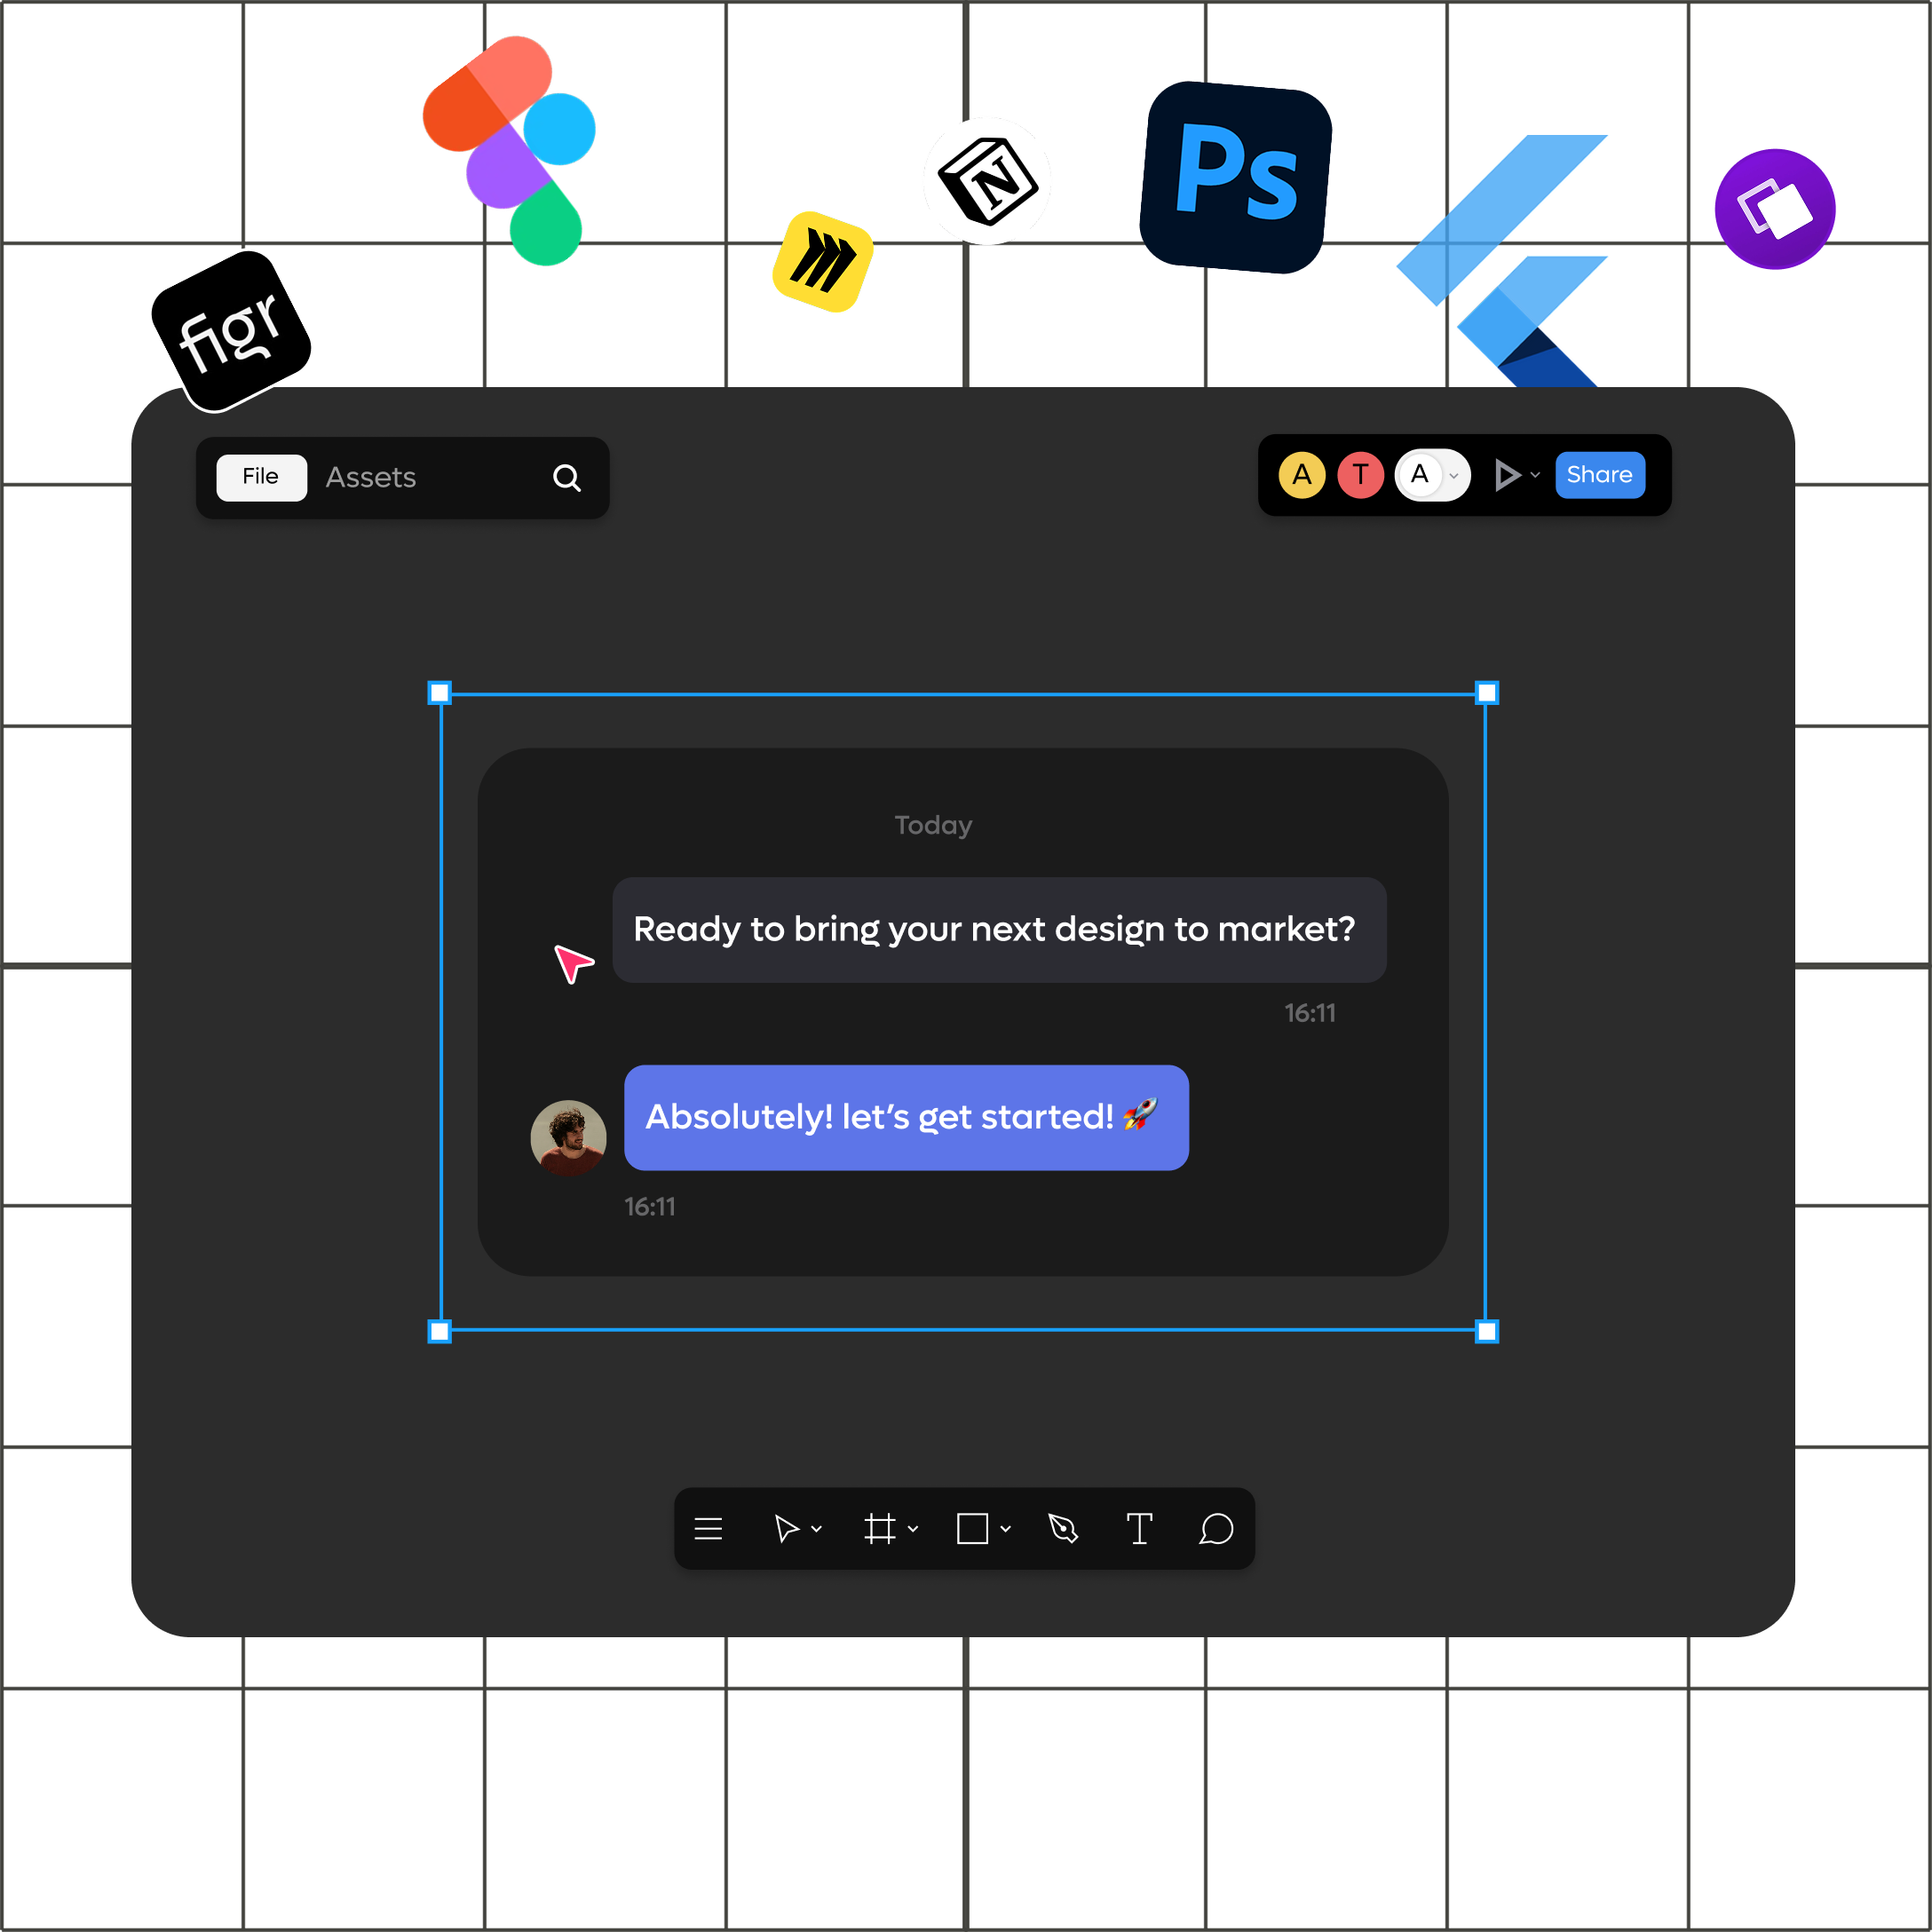 figr
N
Ps
File Assets
A T A Share
Today
Ready to bring your next design to market?
16:11
Absolutely! let’s get started! 🚀
16:11